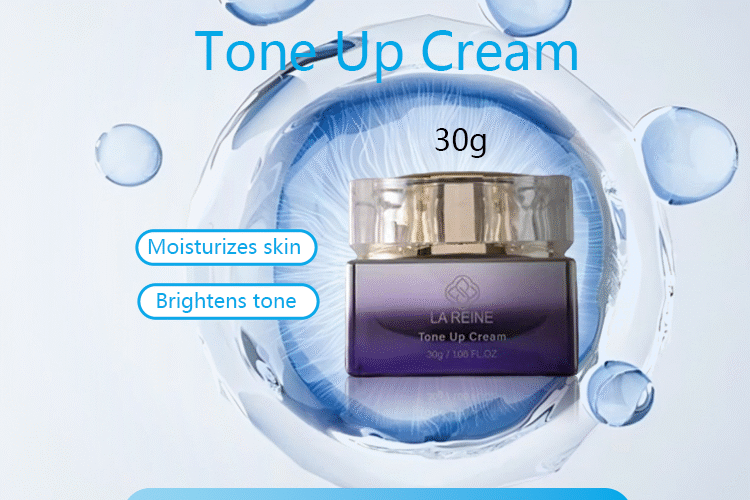 Tone Up Cream
30g
Moisturizes skin
Brightens tone
LA REINE
Tone Up Cream
30g / 1.06 FL.OZ